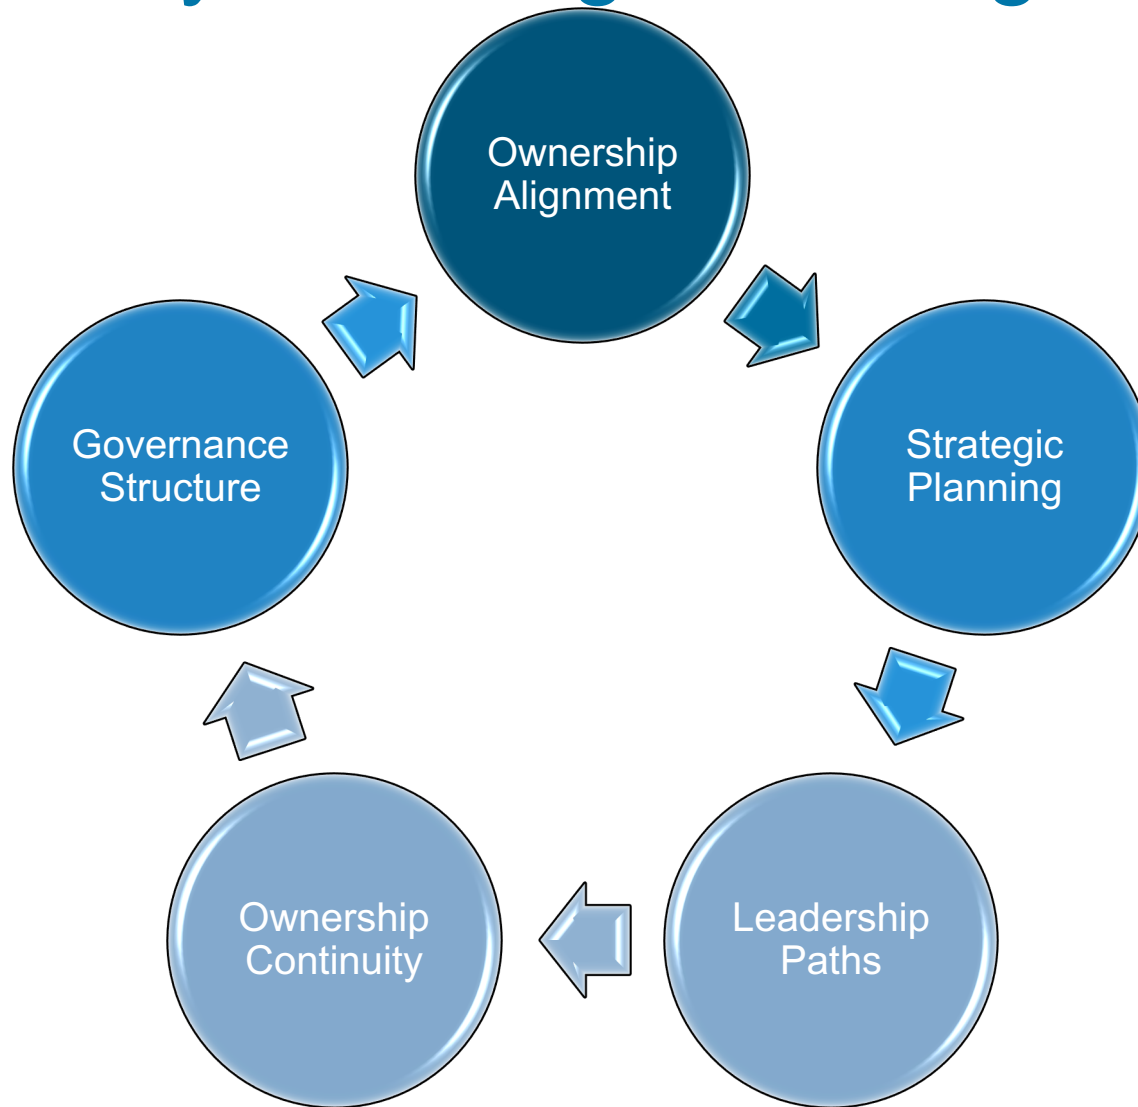 Ownership
Alignment
Strategic
Planning
Leadership
Paths
Ownership
Continuity
Governance
Structure